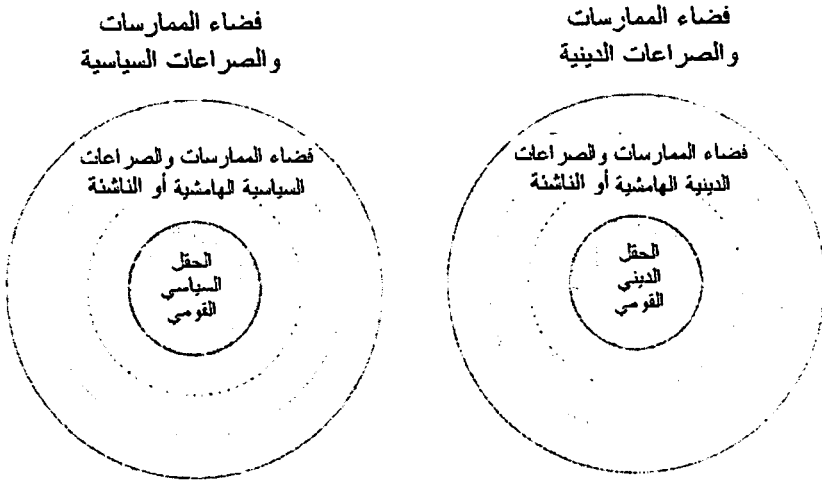 فضاء الممارسات
والصراعات الدينية
فضاء الممارسات والصراعات
الدينية الهامشية أو الناشئة
الحقل
الديني
القومي
فضاء الممارسات
والصراعات السياسية
فضاء الممارسات والصراعات
السياسية الهامشية أو الناشئة
الحقل
السياسي
القومي